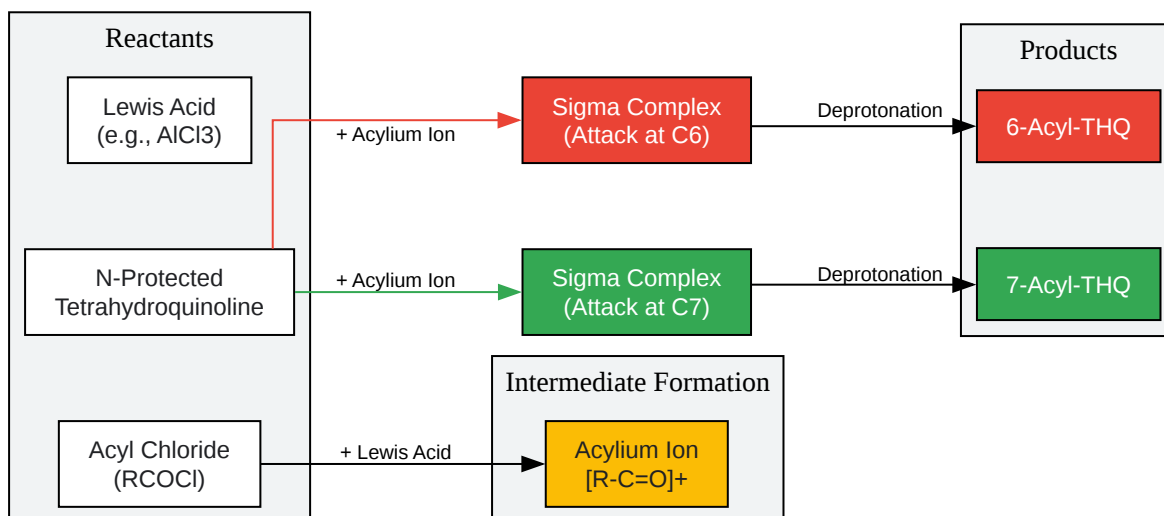 Reactants
Products
Lewis Acid
(e.g., AlCl3)
+ Acylium Ion
Sigma Complex
(Attack at C6)
Deprotonation
6-Acyl-THQ
N-Protected
Tetrahydroquinoline
+ Acylium Ion
Sigma Complex
(Attack at C7)
Deprotonation
7-Acyl-THQ
Intermediate Formation
Acyl Chloride
(RCOCl)
+ Lewis Acid
Acylium Ion
[R-C=O]+